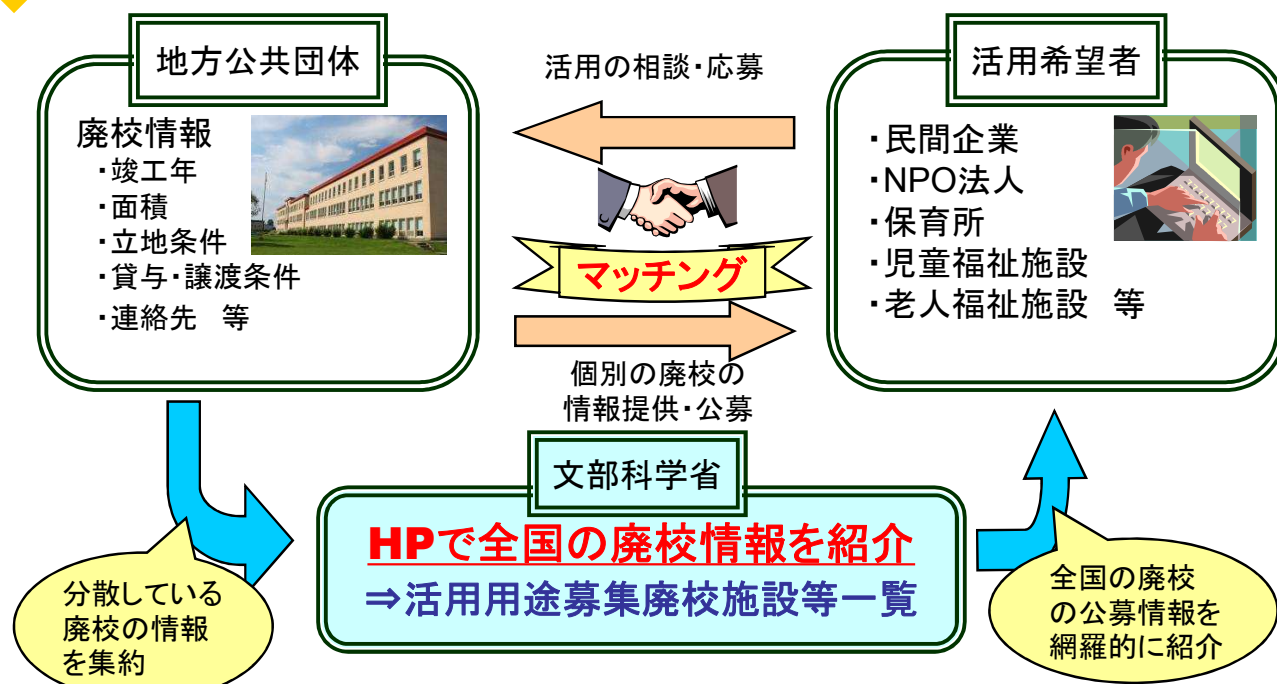 地方公共団体
廃校情報
・竣工年
・面積
・立地条件
・貸与・譲渡条件
・連絡先　等
活用の相談・応募
マッチング
個別の廃校の
情報提供・公募
活用希望者
・民間企業
・NPO法人
・保育所
・児童福祉施設
・老人福祉施設　等
文部科学省
HPで全国の廃校情報を紹介
⇒活用用途募集廃校施設等一覧
分散している
廃校の情報
を集約
全国の廃校
の公募情報を
網羅的に紹介